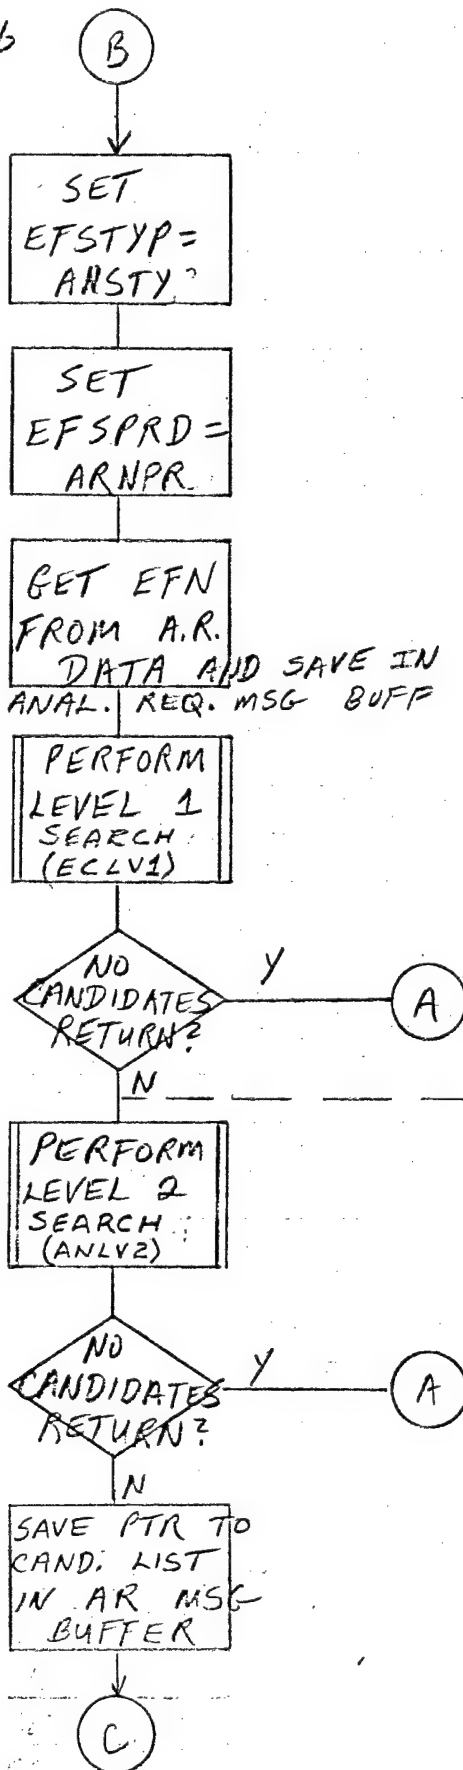 6
B
SET
EFSTYP=
SET
EFSPRD=
ARNPR
GET EFN
FROM A.R.
DATA AND SAVE IN
ANAL. REQ. MSG BUFF
PERFORM
LEVEL 1
SEARCH
(ECLV1)
NO
CANDIDATES
RETURN?
Y
A
N
PERFORM
LEVEL 2
SEARCH
(ANLV2)
NO
CANDIDATES
RETURN?
Y
A
N
SAVE PTR TO
CAND. LIST
IN AR MSG
BUFFER
C